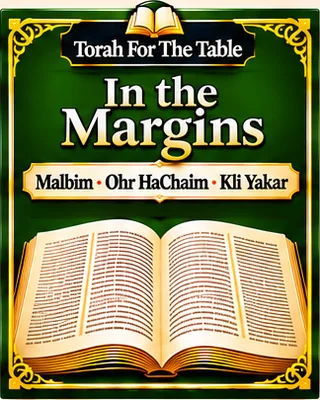 Torah For The Table
In the
Margins
Malbim • Ohr HaChaim • Kli Yakar